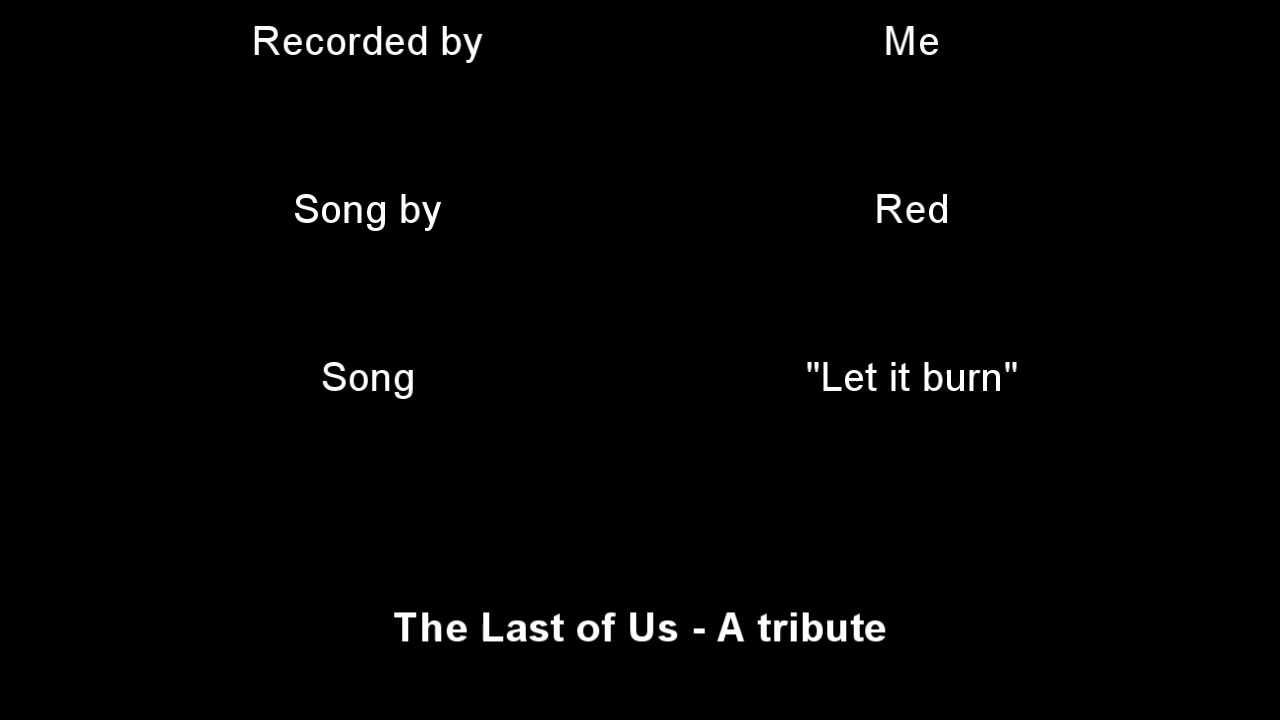 Recorded by Me
Song by Red
Song "Let it burn"
The Last of Us - A tribute